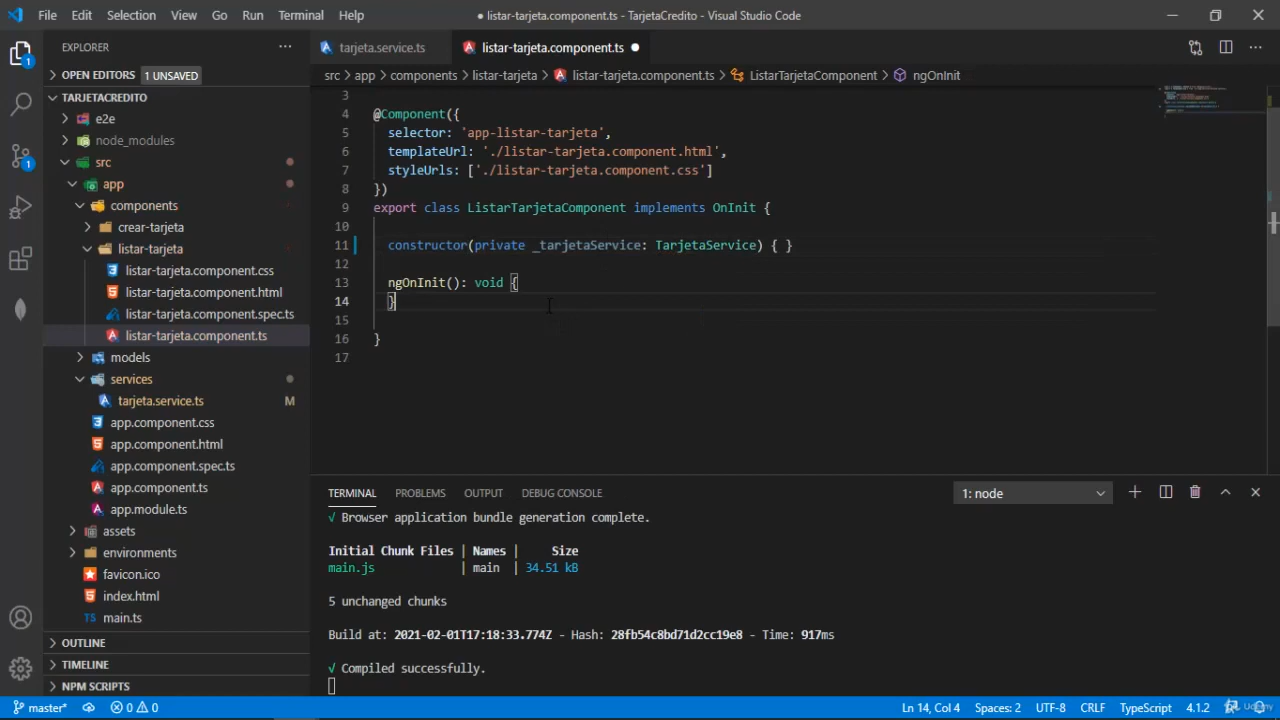 File Edit Selection View Go Run Terminal Help
● listar-tarjeta.component.ts - TarjetaCredito - Visual Studio Code
EXPLORER
tarjeta.service.ts
listar-tarjeta.component.ts
OPEN EDITORS 1 UNSAVED
src > app > components > listar-tarjeta > listar-tarjeta.component.ts > ListarTarjetaComponent > ngOnInit
TARJETACREDITO
e2e
node_modules
src
app
components
crear-tarjeta
listar-tarjeta
listar-tarjeta.component.css
listar-tarjeta.component.html
listar-tarjeta.component.spec.ts
listar-tarjeta.component.ts
models
services
tarjeta.service.ts M
app.component.css
app.component.html
app.component.spec.ts
app.component.ts
app.module.ts
assets
environments
favicon.ico
index.html
main.ts
OUTLINE
TIMELINE
NPM SCRIPTS
3
4 @Component({
5 selector: 'app-listar-tarjeta',
6 templateUrl: './listar-tarjeta.component.html',
7 styleUrls: ['./listar-tarjeta.component.css']
8 })
9 export class ListarTarjetaComponent implements OnInit {
10
11 constructor(private _tarjetaService: TarjetaService) { }
12
13 ngOnInit(): void {
14 }
15
16 }
17
TERMINAL PROBLEMS OUTPUT DEBUG CONSOLE
1: node
√ Browser application bundle generation complete.
Initial Chunk Files | Names | Size
main.js | main | 34.51 kB
5 unchanged chunks
Build at: 2021-02-01T17:18:33.774Z - Hash: 28fb54c8bd71d2cc19e8 - Time: 917ms
√ Compiled successfully.
master* 0 0
Ln 14, Col 4 Spaces: 2 UTF-8 CRLF TypeScript 4.1.2
Udemy